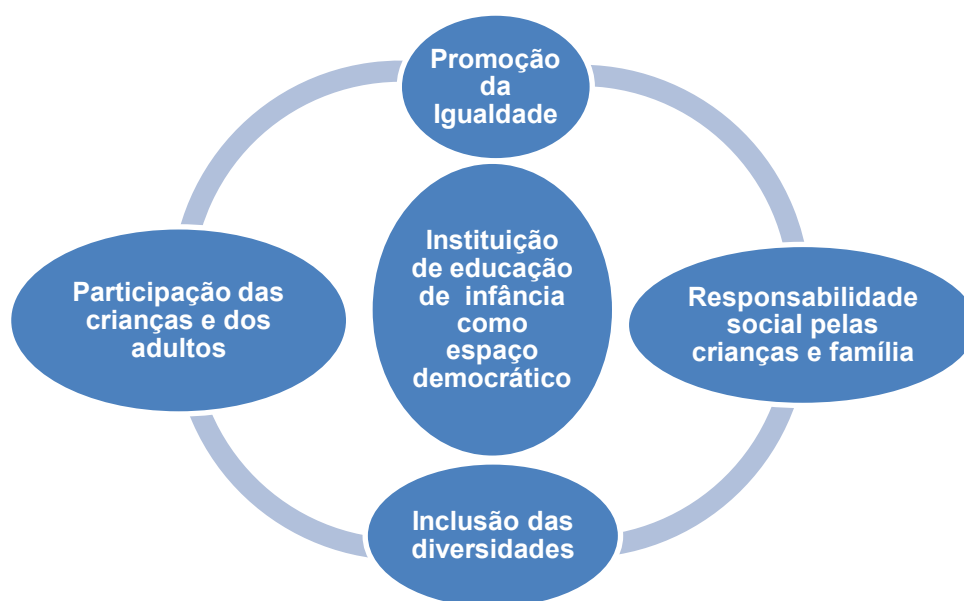 Promoção
da
Igualdade
Participação das
crianças e dos
adultos
Instituição
de educação
de infância
como
espaço
democrático
Responsabilidade
social pelas
crianças e família
Inclusão das
diversidades